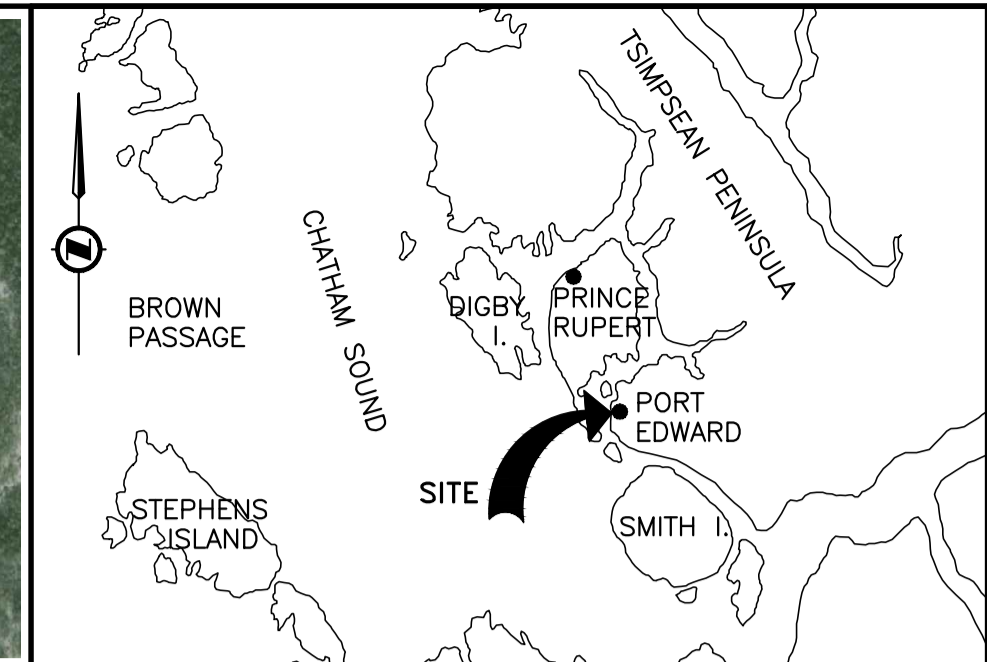 TSIMPSEAN PENINSULA
CHATHAM SOUND
BROWN
PASSAGE
DIGBY
I.
PRINCE
RUPERT
PORT
EDWARD
SITE
STEPHENS
ISLAND
SMITH I.